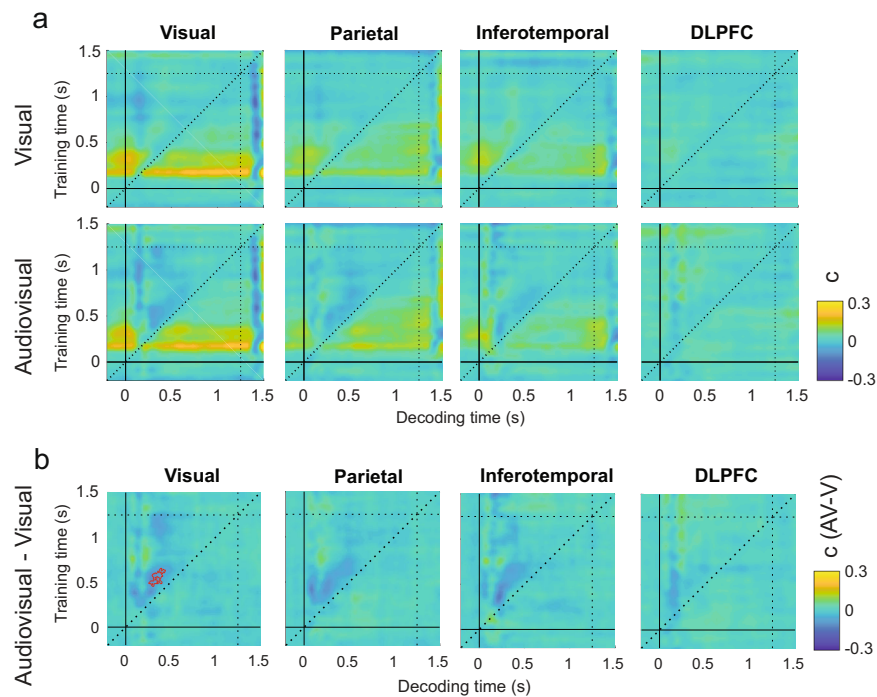 a
Visual Parietal Inferotemporal DLPFC
Visual
Training time (s)
1.5
1
0.5
0
Audiovisual
Training time (s)
1.5
1
0.5
0
0 0.5 1 1.5 0 0.5 1 1.5 0 0.5 1 1.5 0 0.5 1 1.5
Decoding time (s)
c
0.3
-0.3
b
Visual Parietal Inferotemporal DLPFC
Audiovisual - Visual
Training time (s)
1.5
1
0.5
0
0 0.5 1 1.5 0 0.5 1 1.5 0 0.5 1 1.5 0 0.5 1 1.5
Decoding time (s)
c (AV-V)
0.3
0
-0.3